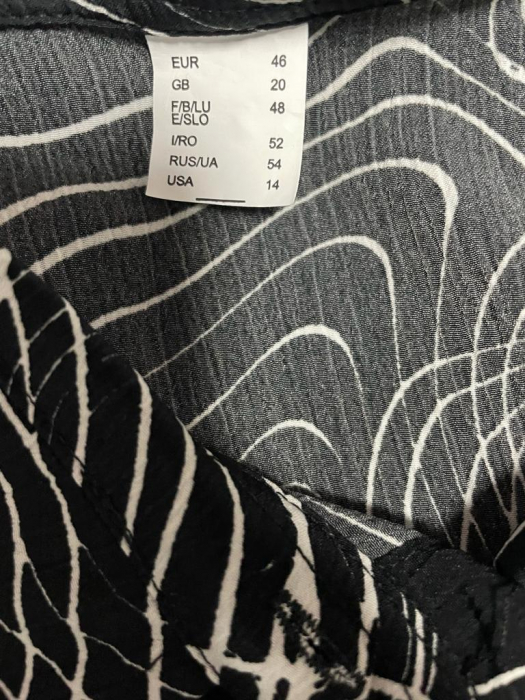 EUR 46
GB 20
F/B/LU 48
E/SLO
I/RO 52
RUS/UA 54
USA 14